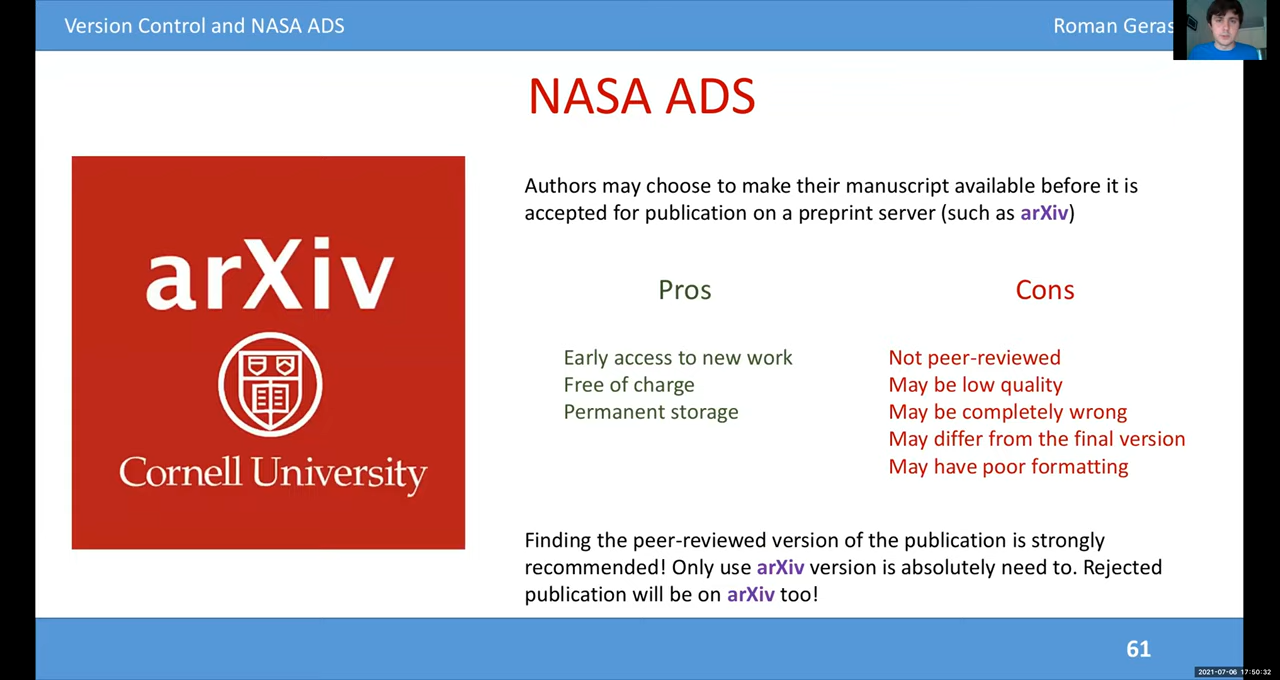 Version Control and NASA ADS
Roman Geras
NASA ADS
arXiv
Cornell University
Authors may choose to make their manuscript available before it is
accepted for publication on a preprint server (such as arXiv)
Pros
Cons
Early access to new work
Free of charge
Permanent storage
Not peer-reviewed
May be low quality
May be completely wrong
May differ from the final version
May have poor formatting
Finding the peer-reviewed version of the publication is strongly
recommended! Only use arXiv version is absolutely need to. Rejected
publication will be on arXiv too!
61
2021-07-06 17:50:32